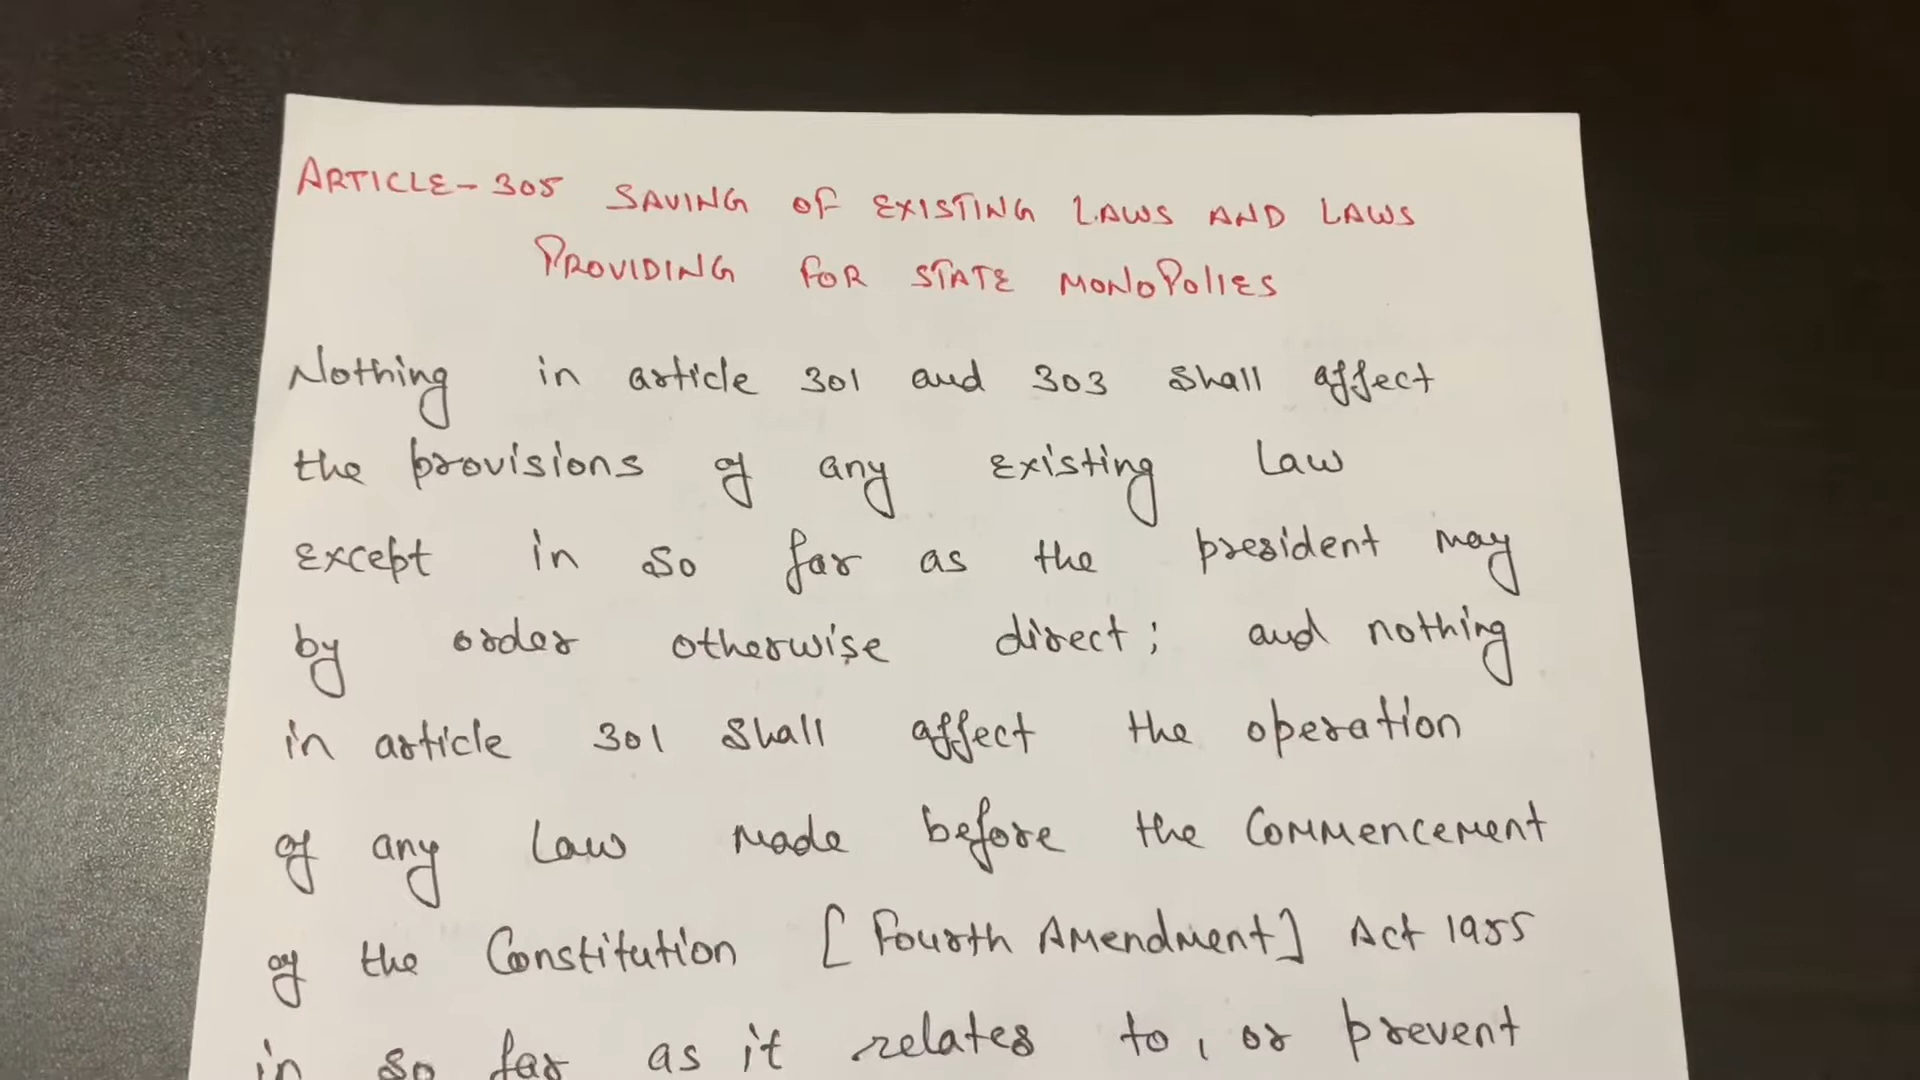 ARTICLE-305 SAVING OF EXISTING LAWS AND LAWS
PROVIDING FOR STATE MONOPOLIES
Nothing in article 301 and 303 shall affect
the provisions of any existing law
except in so far as the president may
by order otherwise direct; and nothing
in article 301 shall affect the operation
of any law made before the commencement
of the Constitution [Fourth Amendment] Act 1955
in so far as it relates to, or prevent